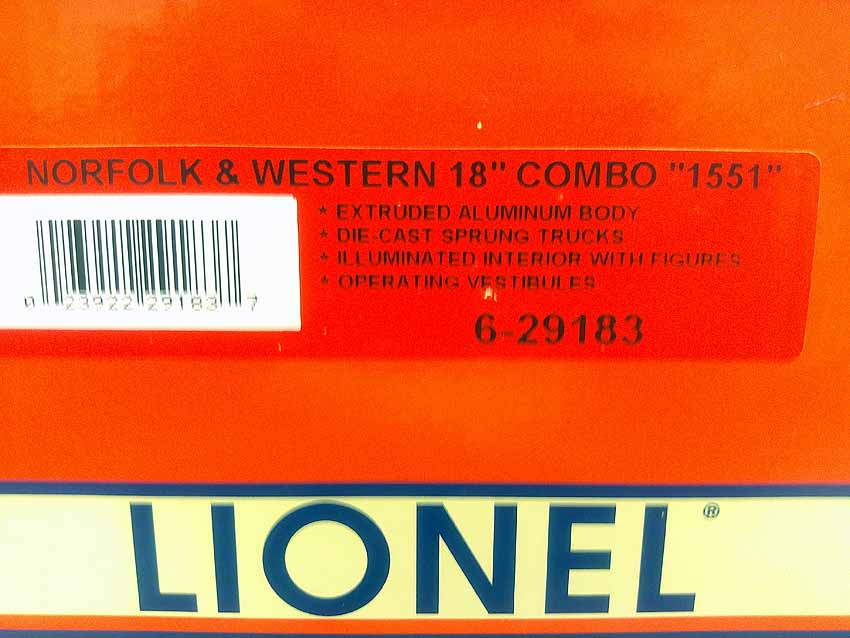 NORFOLK & WESTERN 18" COMBO "1551"
* EXTRUDED ALUMINUM BODY
* DIE-CAST SPRUNG TRUCKS
* ILLUMINATED INTERIOR WITH FIGURES
* OPERATING VESTIBULES
0 23922 29183 7
6-29183
LIONEL®